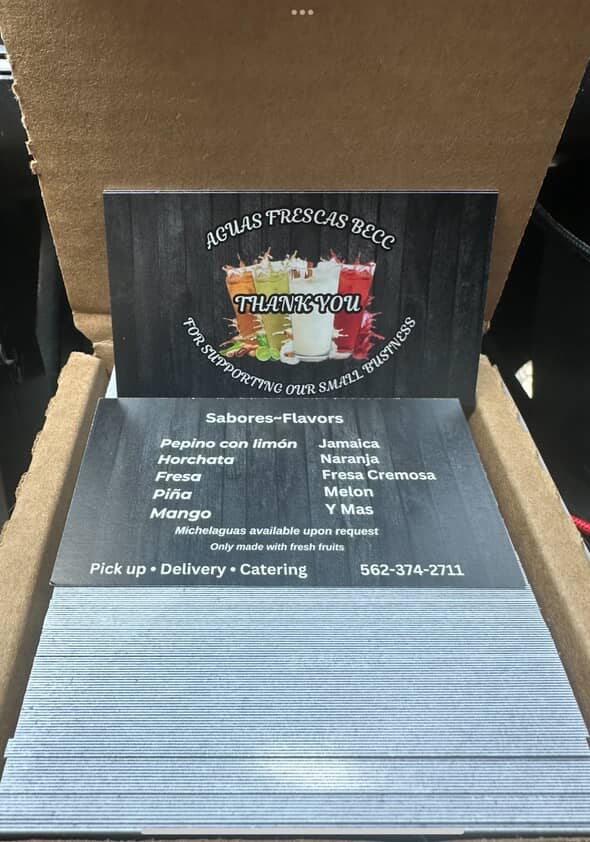 AGUAS FRESCAS BECC
THANK YOU
FOR SUPPORTING OUR SMALL BUSINESS
Sabores~Flavors
Pepino con limón Jamaica
Horchata Naranja
Fresa Fresa Cremosa
Piña Melon
Mango Y Mas
Michelaguas available upon request
Only made with fresh fruits
Pick up • Delivery • Catering 562-374-2711